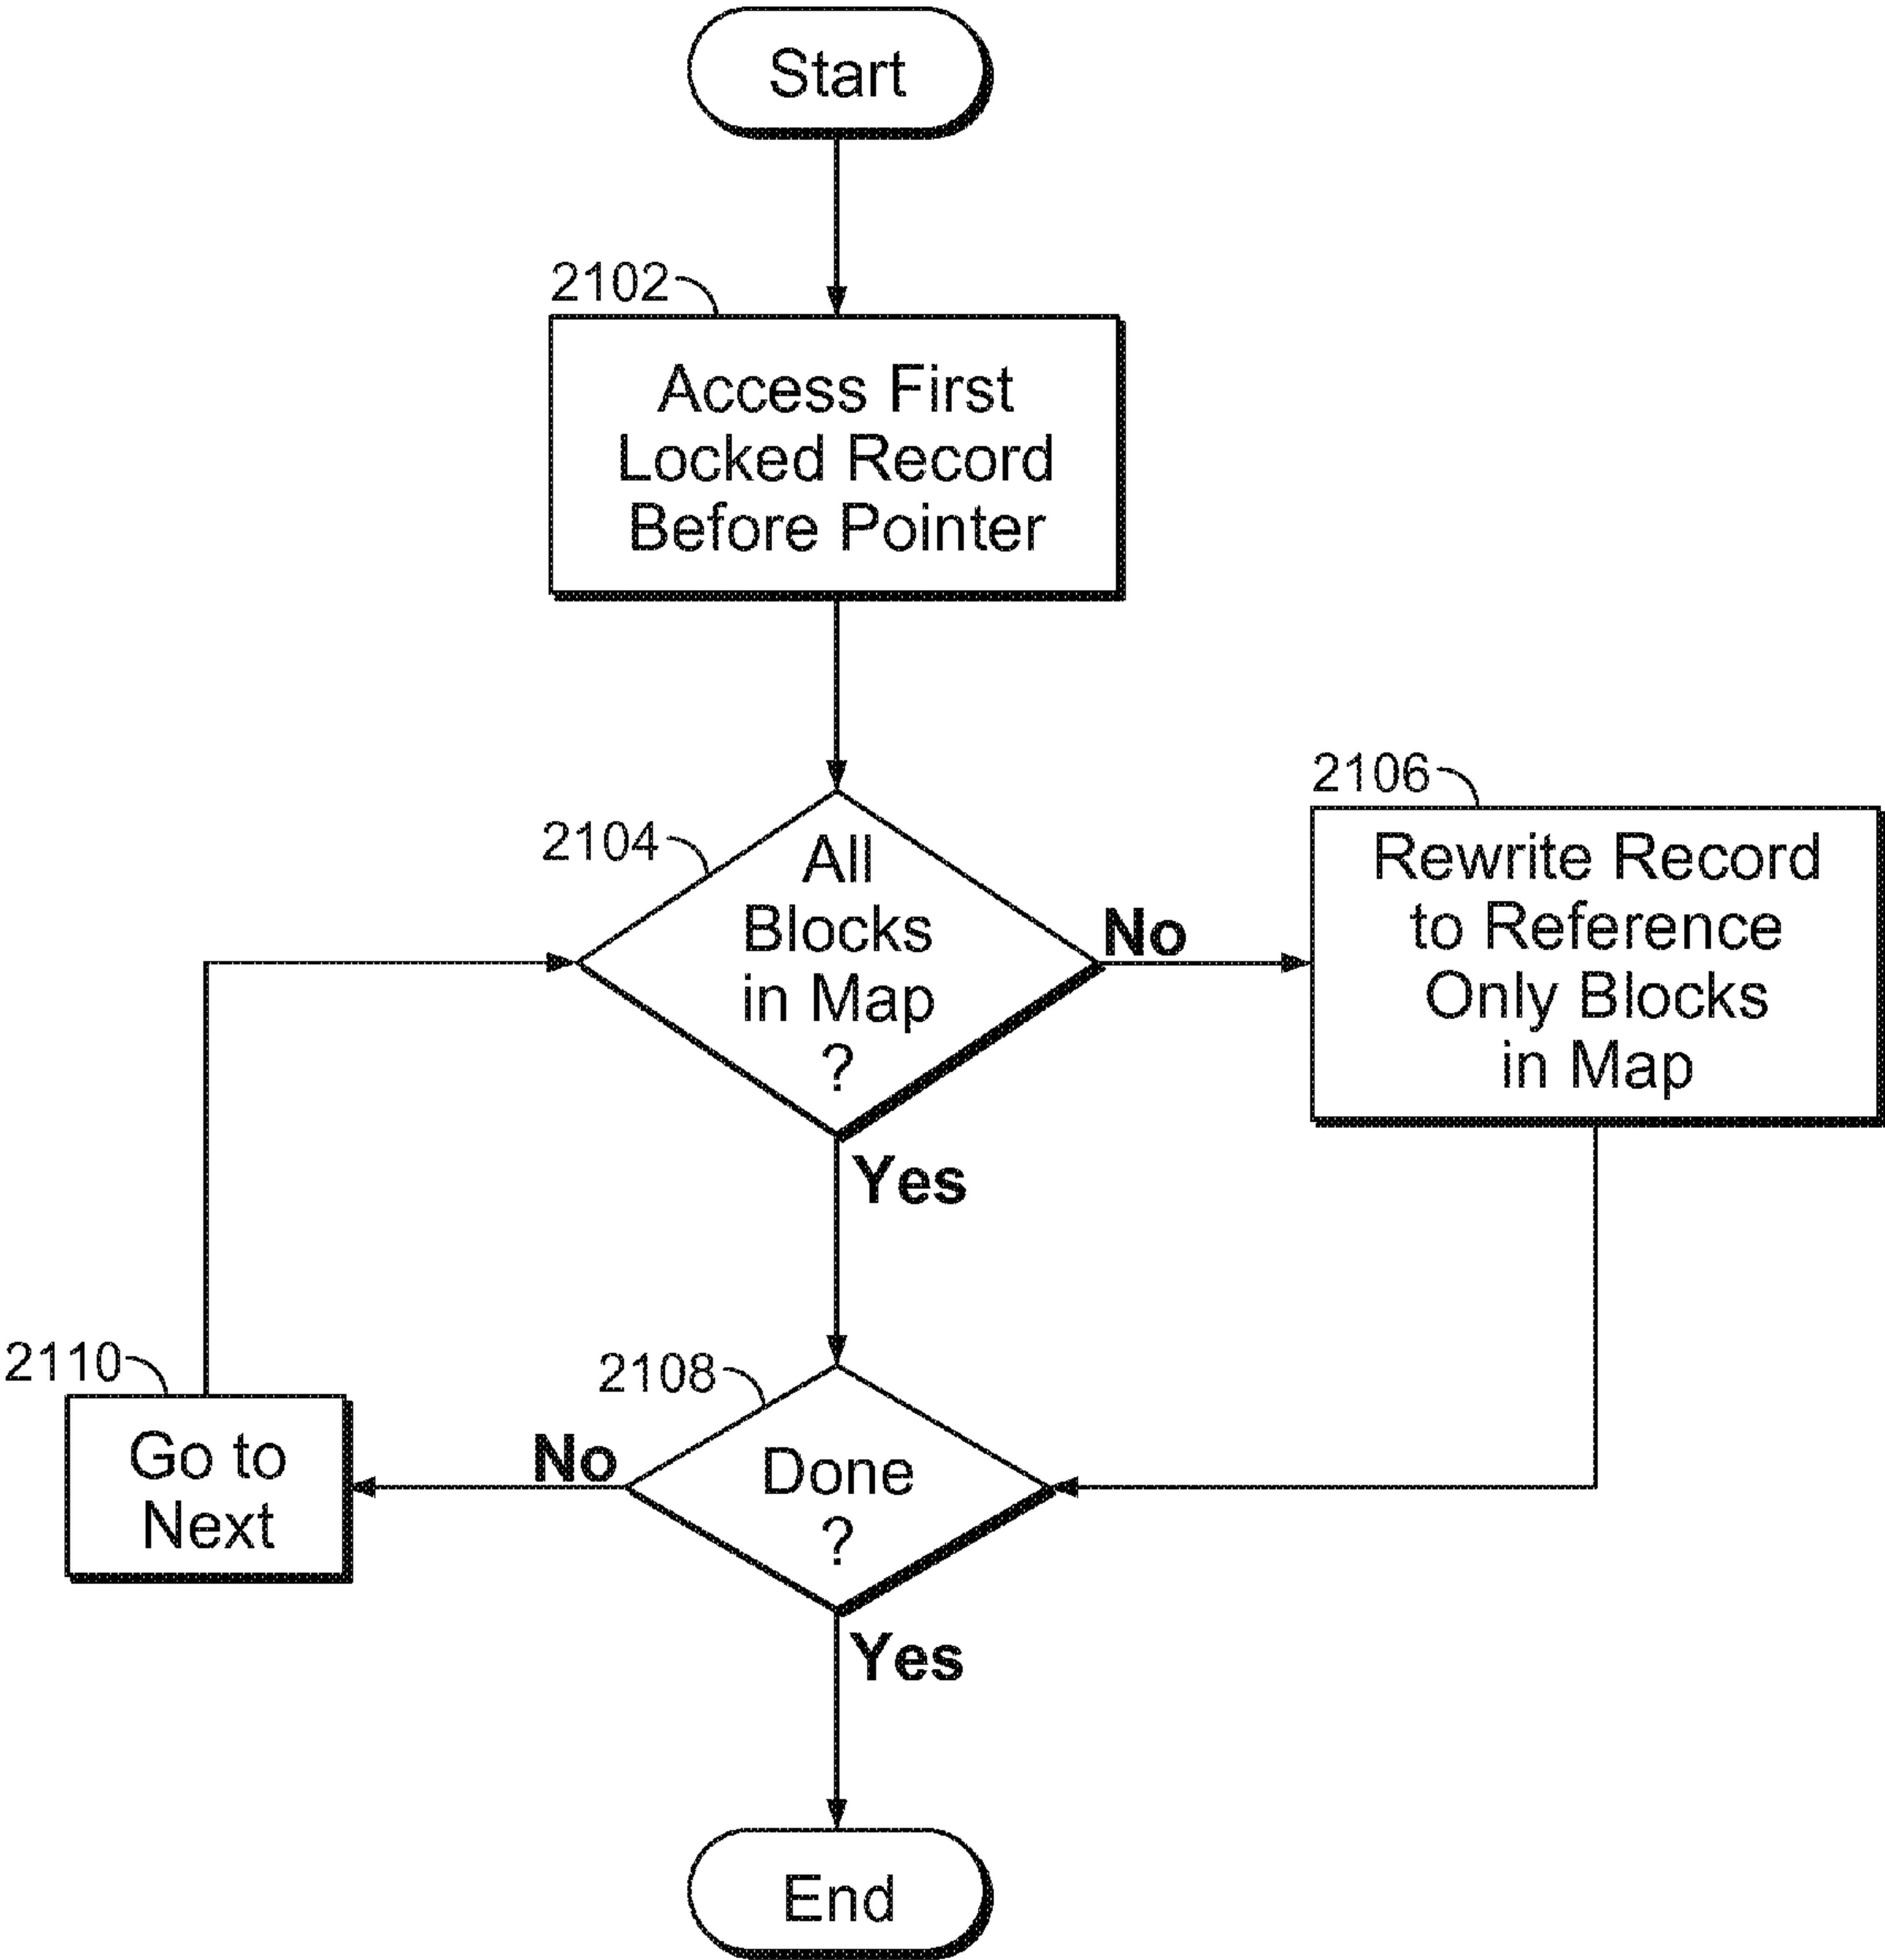 Start
2102
Access First
Locked Record
Before Pointer
2104
All
Blocks
in Map
?
No
2106
Rewrite Record
to Reference
Only Blocks
in Map
Yes
2110
Go to
Next
No
2108
Done
?
Yes
End